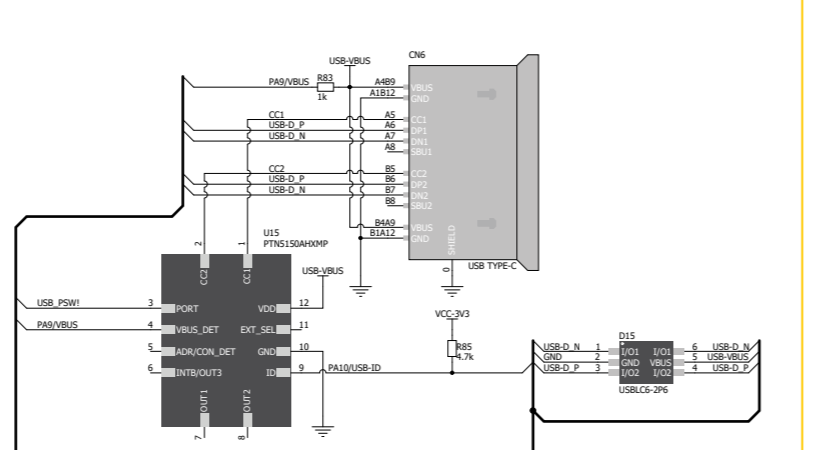 CN6
USB-VBUS
PA9/VBUS R83 A4B9 VBUS
1k A1B12 GND
CC1 A5 CC1
USB-D_P A6 DP1
USB-D_N A7 DN1
A8 SBU1
CC2 B5 CC2
USB-D_P B6 DP2
USB-D_N B7 DN2
B8 SBU2
B4A9 VBUS
B1A12 GND
SHIELD
0
USB TYPE-C
U15
PTN5150AHXMP
2 1
CC2 CC1
USB-VBUS
USB_PSW! 3 PORT VDD 12
PA9/VBUS 4 VBUS_DET EXT_SEL 11
5 ADR/CON_DET GND 10
6 INTB/OUT3 ID 9 PA10/USB-ID
OUT1 OUT2
7 8
VCC-3V3
R85
4.7k
D15
USB-D_N 1 I/O1 I/O1 6 USB-D_N
GND 2 GND VBUS 5 USB-VBUS
USB-D_P 3 I/O2 I/O2 4 USB-D_P
USBLC6-2P6